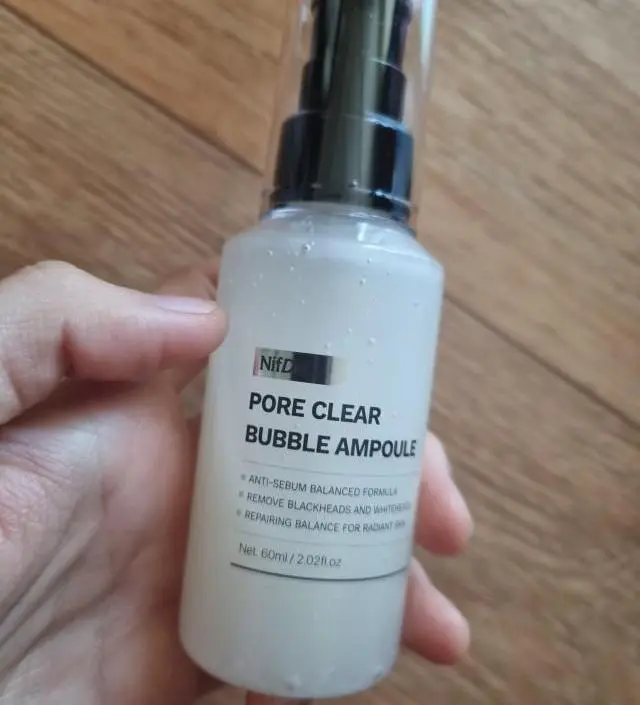 NifD
PORE CLEAR
BUBBLE AMPOULE
ANTI-SEBUM BALANCED FORMULA
REMOVE BLACKHEADS AND
REPAIRING BALANCE FOR RADIANT SKIN
Net. 60ml / 2.02fl.oz